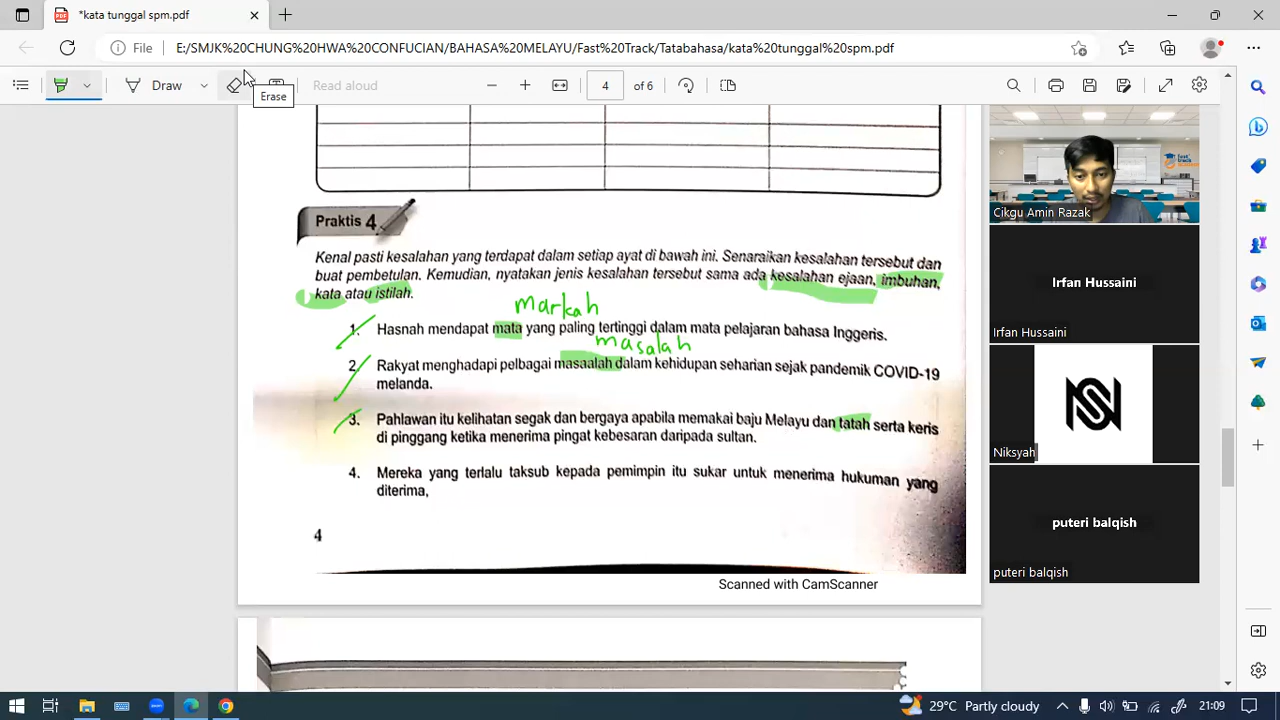 *kata tunggal spm.pdf
File
E:/SMJK%20CHUNG%20HWA%20CONFUCIAN/BAHASA%20MELAYU/Fast%20Track/Tatabahasa/kata%20tunggal%20spm.pdf
Draw
Read aloud
4
of 6
Erase
Praktis 4
Kenal pasti kesalahan yang terdapat dalam setiap ayat di bawah ini. Senaraikan kesalahan tersebut dan
buat pembetulan. Kemudian, nyatakan jenis kesalahan tersebut sama ada kesalahan ejaan, imbuhan,
kata atau istilah.
markah
1. Hasnah mendapat mata yang paling tertinggi dalam mata pelajaran bahasa Inggeris.
masalah
2. Rakyat menghadapi pelbagai masaalah dalam kehidupan seharian sejak pandemik COVID-19
melanda.
3. Pahlawan itu kelihatan segak dan bergaya apabila memakai baju Melayu dan tatah serta keris
di pinggang ketika menerima pingat kebesaran daripada sultan.
4. Mereka yang terlalu taksub kepada pemimpin itu sukar untuk menerima hukuman yang
diterima,
4
Scanned with CamScanner
Cikgu Amin Razak
Irfan Hussaini
Irfan Hussaini
Niksyah
puteri balqish
puteri balqish
29°C Partly cloudy
21:09